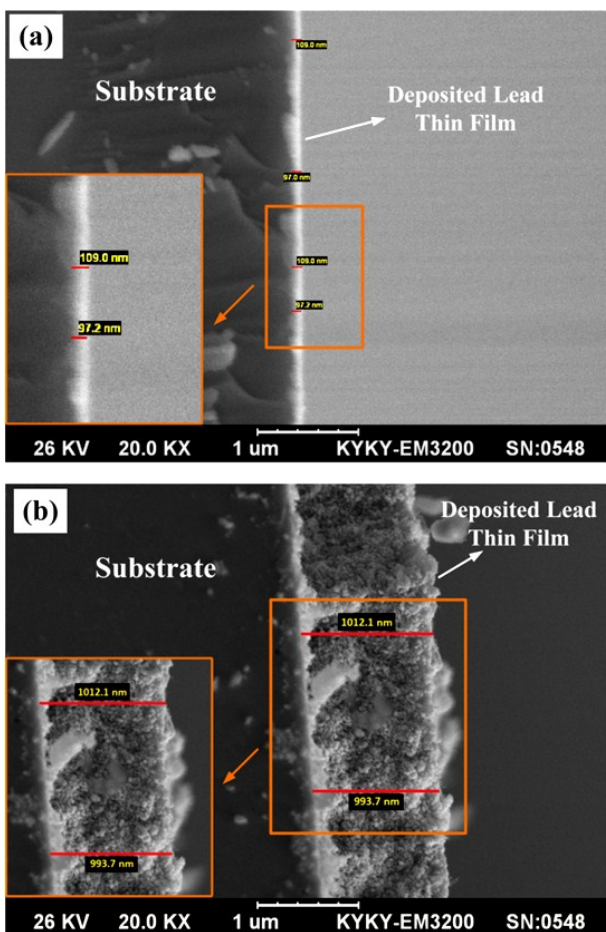 (a)
109.0 nm
Substrate
Deposited Lead
Thin Film
97.0 nm
109.0 nm
109.0 nm
97.2 nm
97.2 nm
26 KV 20.0 KX 1 um KYKY-EM3200 SN:0548
(b)
Deposited Lead
Thin Film
Substrate
1012.1 nm
1012.1 nm
993.7 nm
993.7 nm
26 KV 20.0 KX 1 um KYKY-EM3200 SN:0548